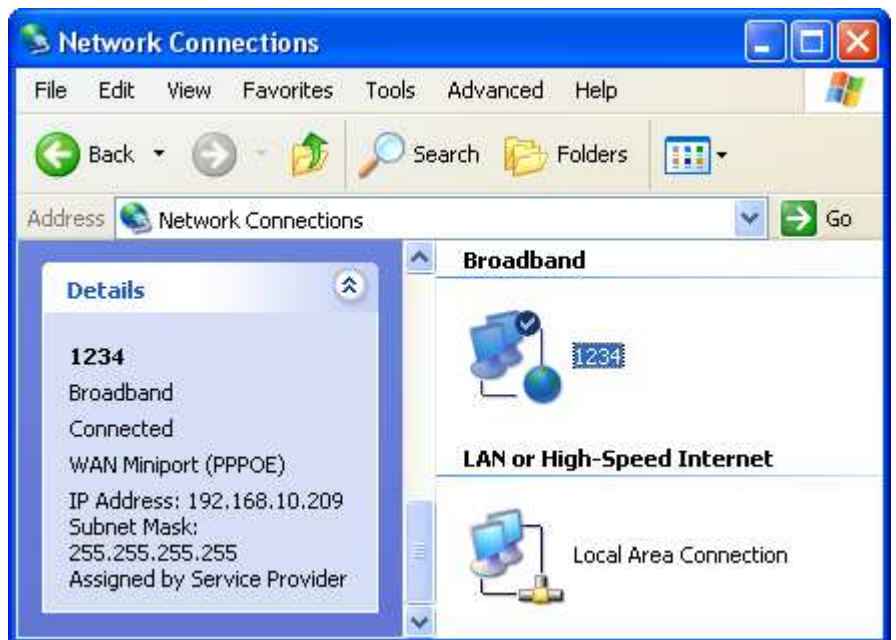 Network Connections
File Edit View Favorites Tools Advanced Help
Back Search Folders
Address Network Connections Go
Details
1234
Broadband
Connected
WAN Miniport (PPPOE)
IP Address: 192.168.10.209
Subnet Mask:
255.255.255.255
Assigned by Service Provider
Broadband
1234
LAN or High-Speed Internet
Local Area Connection